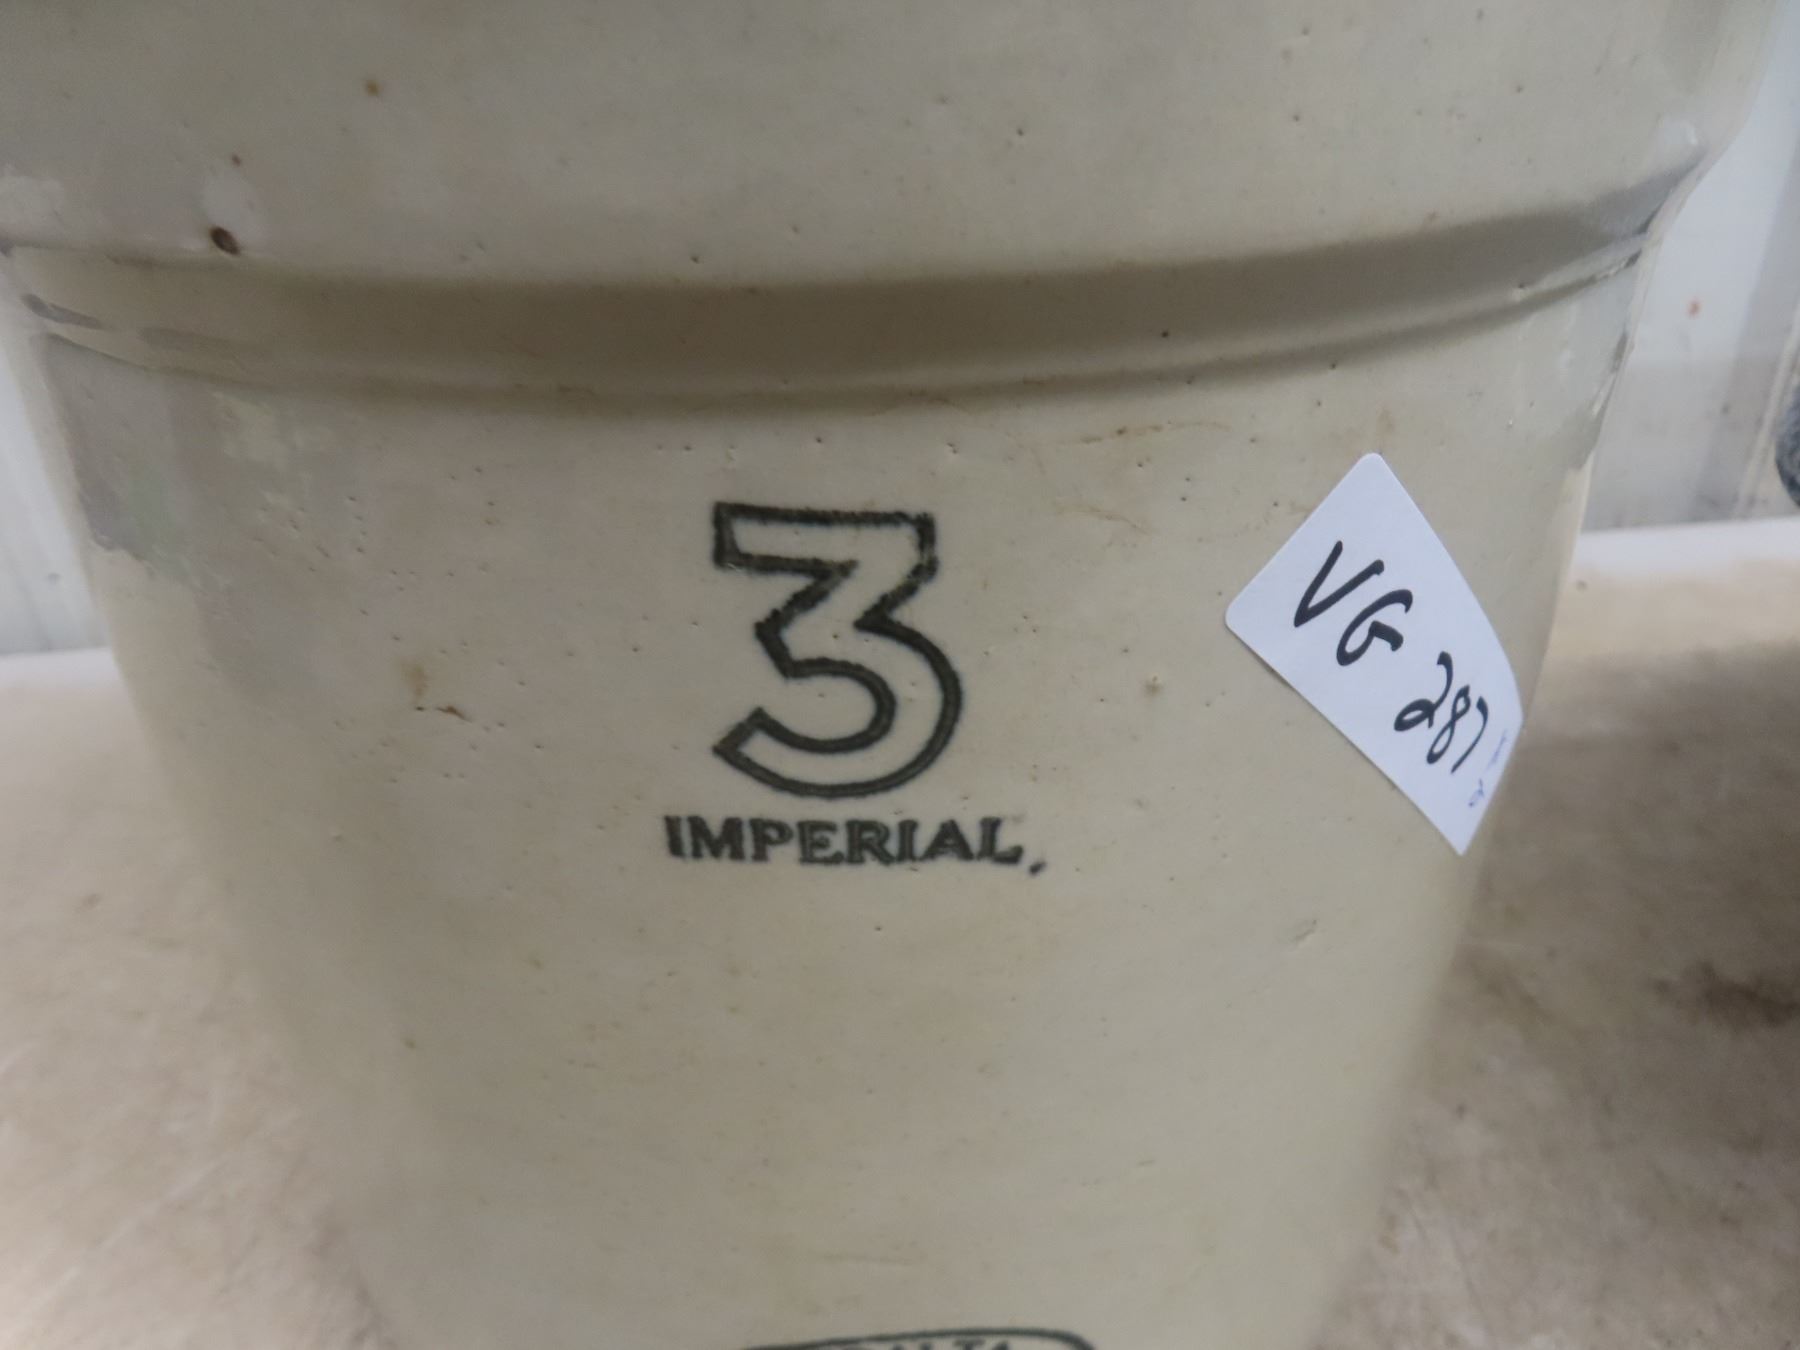 3
IMPERIAL.
VG 287